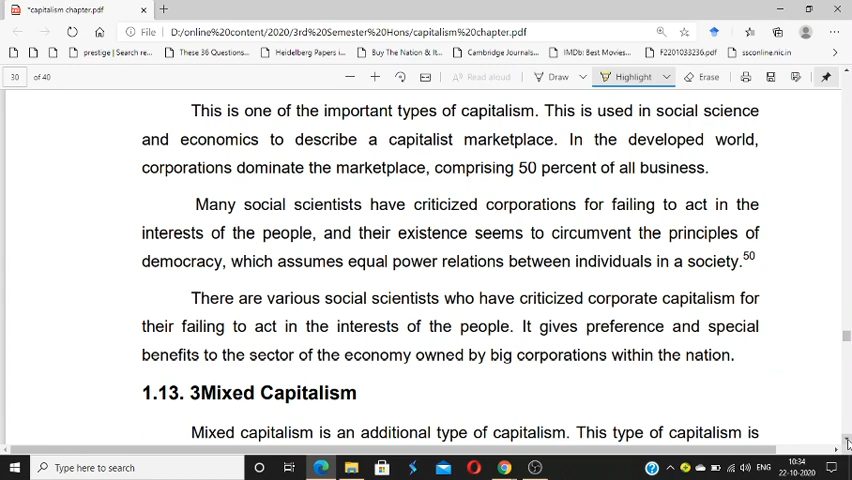 *capitalism chapter.pdf
File
D:/online%20content/2020/3rd%20Semester%20Hons/capitalism%20chapter.pdf
prestige | Search re...
These 36 Questions...
Heidelberg Papers i...
Buy The Nation & It...
Cambridge Journals...
IMDb: Best Movies...
F2201033236.pdf
ssconline.nic.in
30 of 40
Read aloud
Draw
Highlight
Erase
This is one of the important types of capitalism. This is used in social science
and economics to describe a capitalist marketplace. In the developed world,
corporations dominate the marketplace, comprising 50 percent of all business.
Many social scientists have criticized corporations for failing to act in the
interests of the people, and their existence seems to circumvent the principles of
democracy, which assumes equal power relations between individuals in a society.50
There are various social scientists who have criticized corporate capitalism for
their failing to act in the interests of the people. It gives preference and special
benefits to the sector of the economy owned by big corporations within the nation.
1.13. 3Mixed Capitalism
Mixed capitalism is an additional type of capitalism. This type of capitalism is
Type here to search
ENG
10:34
22-10-2020